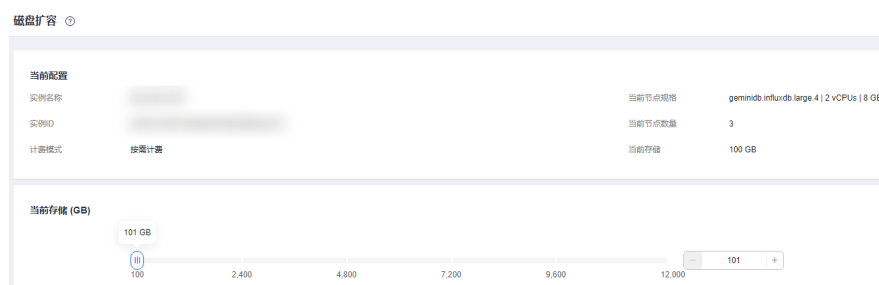 磁盘扩容
当前配置
实例名称
当前节点规格 geminidb.influxdb.large.4 | 2 vCPUs | 8 GB
实例ID
当前节点数量 3
计费模式 按需计费
当前存储 100 GB
当前存储 (GB)
101 GB
100 2,400 4,800 7,200 9,600 12,000
− 101 +